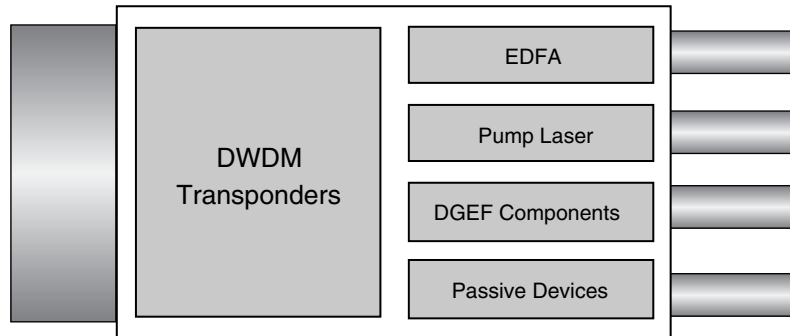 DWDM
Transponders
EDFA
Pump Laser
DGEF Components
Passive Devices